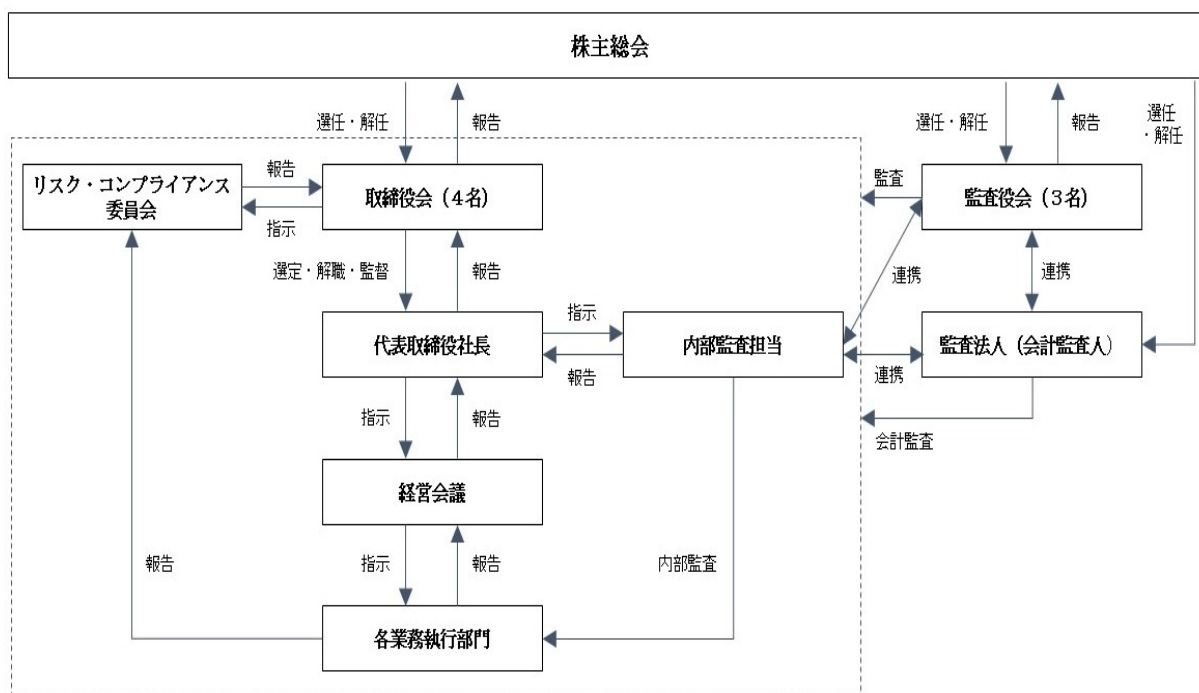 株主総会
選任・解任
報告
選任・解任
報告
選任
・解任
リスク・コンプライアンス
委員会
報告
指示
取締役会(4名)
監査
監査役会(3名)
選定・解職・監督
報告
連携
連携
代表取締役社長
指示
報告
内部監査担当
連携
監査法人(会計監査人)
指示
報告
会計監査
経営会議
報告
指示
報告
内部監査
各業務執行部門